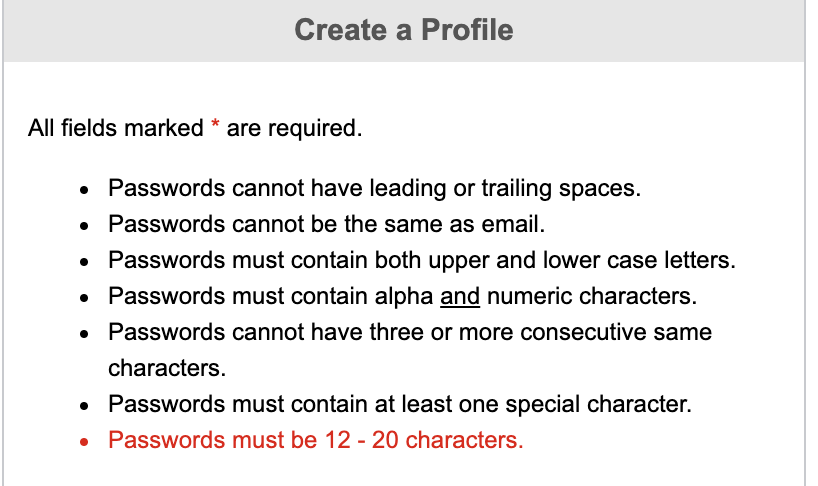 Create a Profile
All fields marked * are required.
• Passwords cannot have leading or trailing spaces.
• Passwords cannot be the same as email.
• Passwords must contain both upper and lower case letters.
• Passwords must contain alpha and numeric characters.
• Passwords cannot have three or more consecutive same
characters.
• Passwords must contain at least one special character.
• Passwords must be 12 - 20 characters.